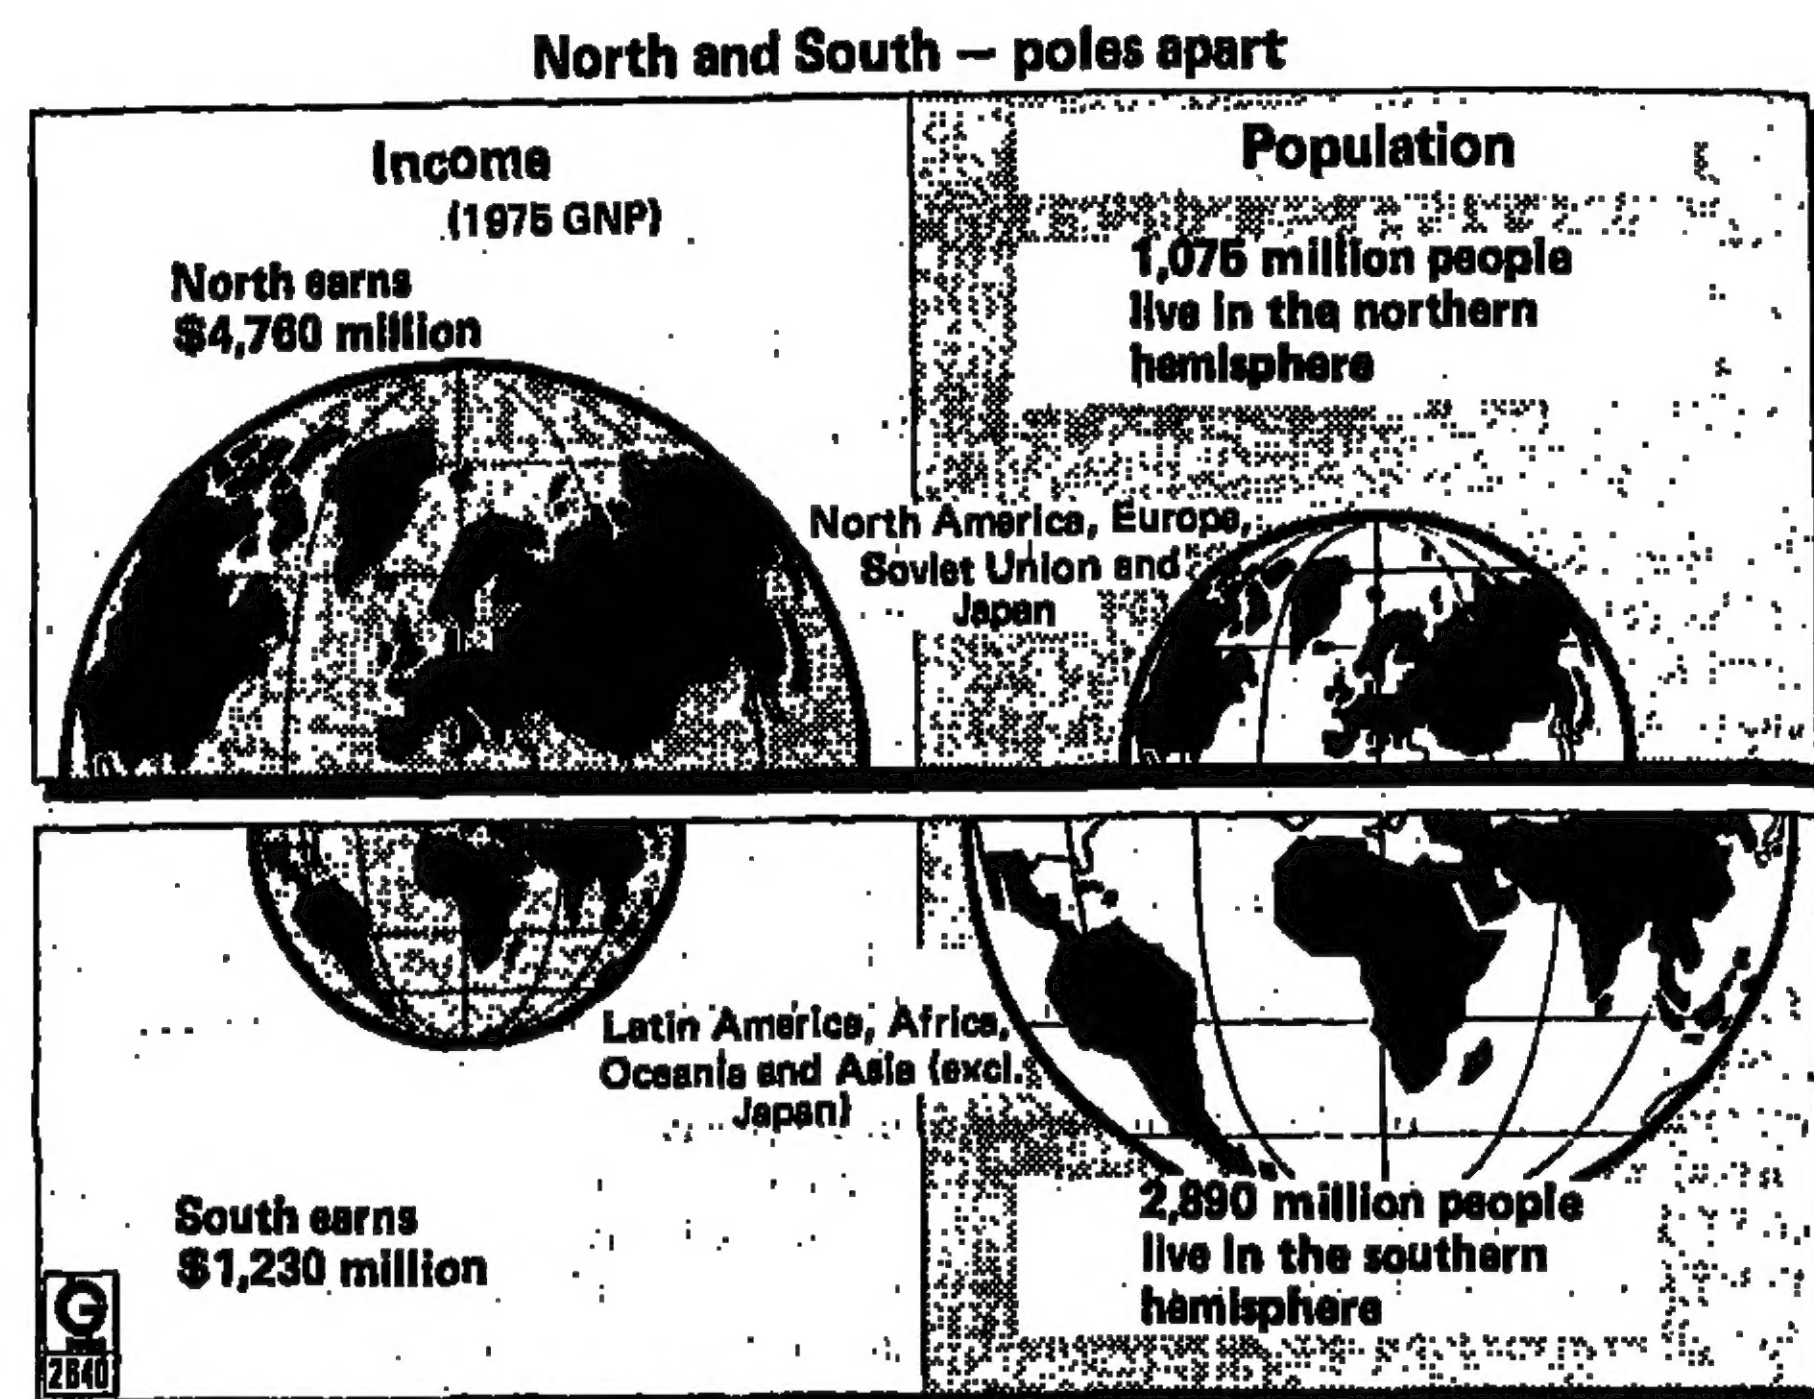 North and South — poles apart
Income
(1975 GNP)
North earns
$4,760 million
Population
1,075 million people
live in the northern
hemisphere
North America, Europe,
Soviet Union and
Japan
Latin America, Africa,
Oceania and Asia (excl.
Japan)
South earns
$1,230 million
2,890 million people
live in the southern
hemisphere
G
2640